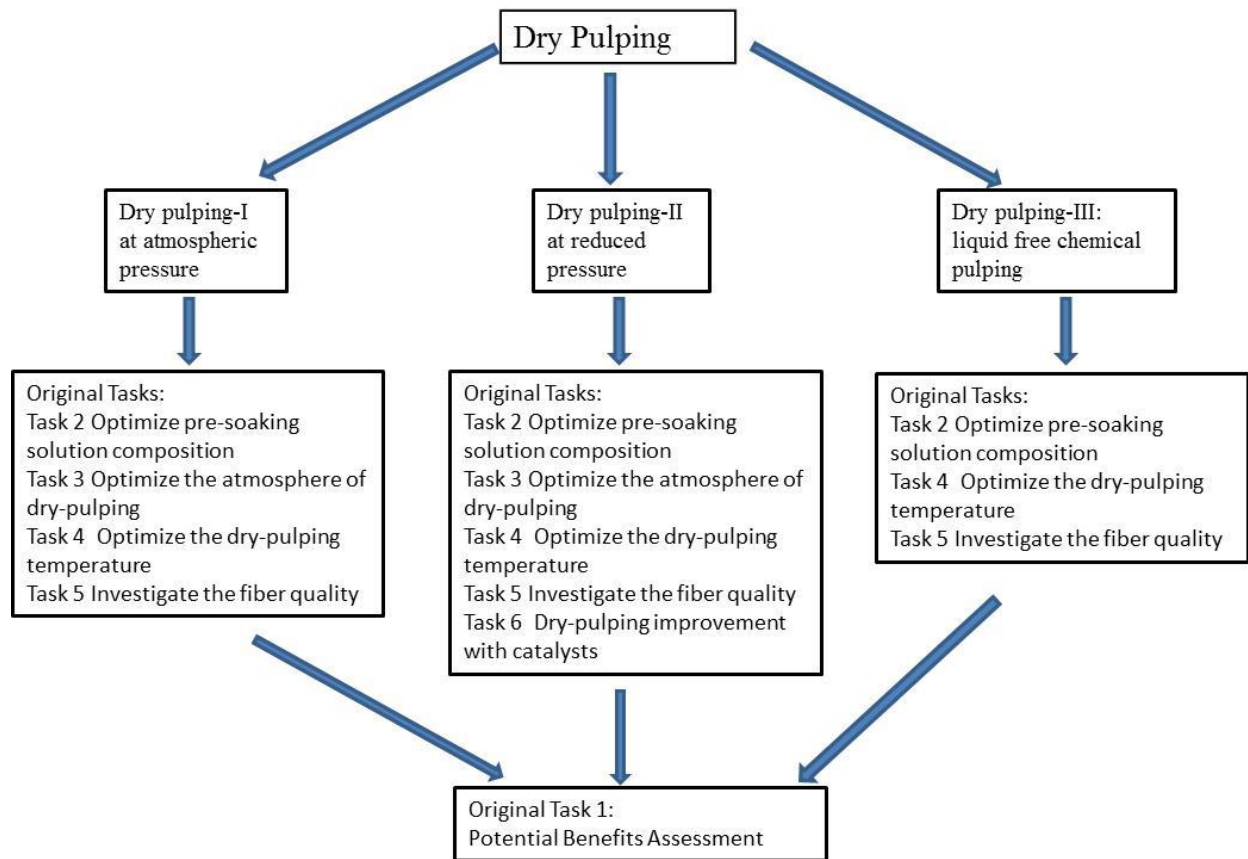 Dry Pulping
Dry pulping-I
at atmospheric
pressure
Dry pulping-II
at reduced
pressure
Dry pulping-III:
liquid free chemical
pulping
Original Tasks:
Task 2 Optimize pre-soaking
solution composition
Task 3 Optimize the atmosphere of
dry-pulping
Task 4  Optimize the dry-pulping
temperature
Task 5 Investigate the fiber quality
Original Tasks:
Task 2 Optimize pre-soaking
solution composition
Task 3 Optimize the atmosphere of
dry-pulping
Task 4  Optimize the dry-pulping
temperature
Task 5 Investigate the fiber quality
Task 6  Dry-pulping improvement
with catalysts
Original Tasks:
Task 2 Optimize pre-soaking
solution composition
Task 4  Optimize the dry-pulping
temperature
Task 5 Investigate the fiber quality
Original Task 1:
Potential Benefits Assessment